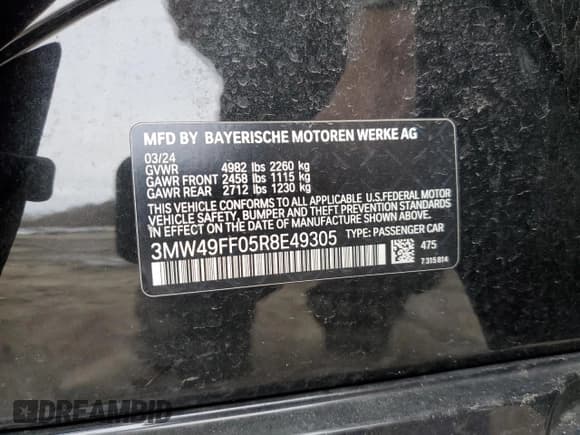 MFD BY BAYERISCHE MOTOREN WERKE AG
03/24
GVWR 4982 lbs 2260 kg
GAWR FRONT 2458 lbs 1115 kg
GAWR REAR 2712 lbs 1230 kg
THIS VEHICLE CONFORMS TO ALL APPLICABLE U.S.FEDERAL MOTOR
VEHICLE SAFETY, BUMPER AND THEFT PREVENTION STANDARDS
IN EFFECT ON THE DATE OF MANUFACTURE SHOWN ABOVE.
3MW49FF05R8E49305 TYPE: PASSENGER CAR
475
7 315 814
DREAMBID